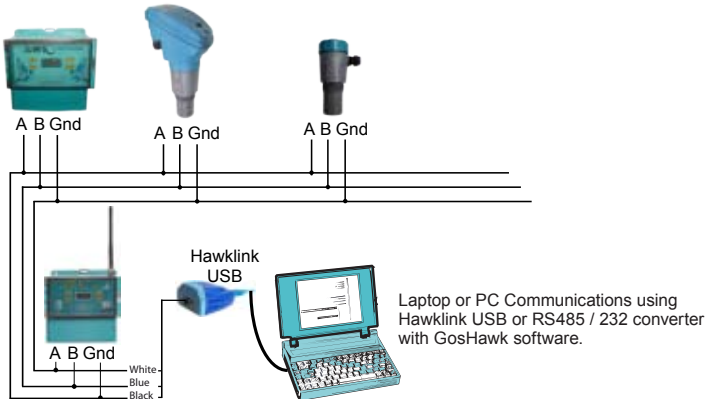 A B Gnd
A B Gnd
A B Gnd
Hawklink
USB
Laptop or PC Communications using
Hawklink USB or RS485 / 232 converter
with GosHawk software.
A B Gnd
White
Blue
Black